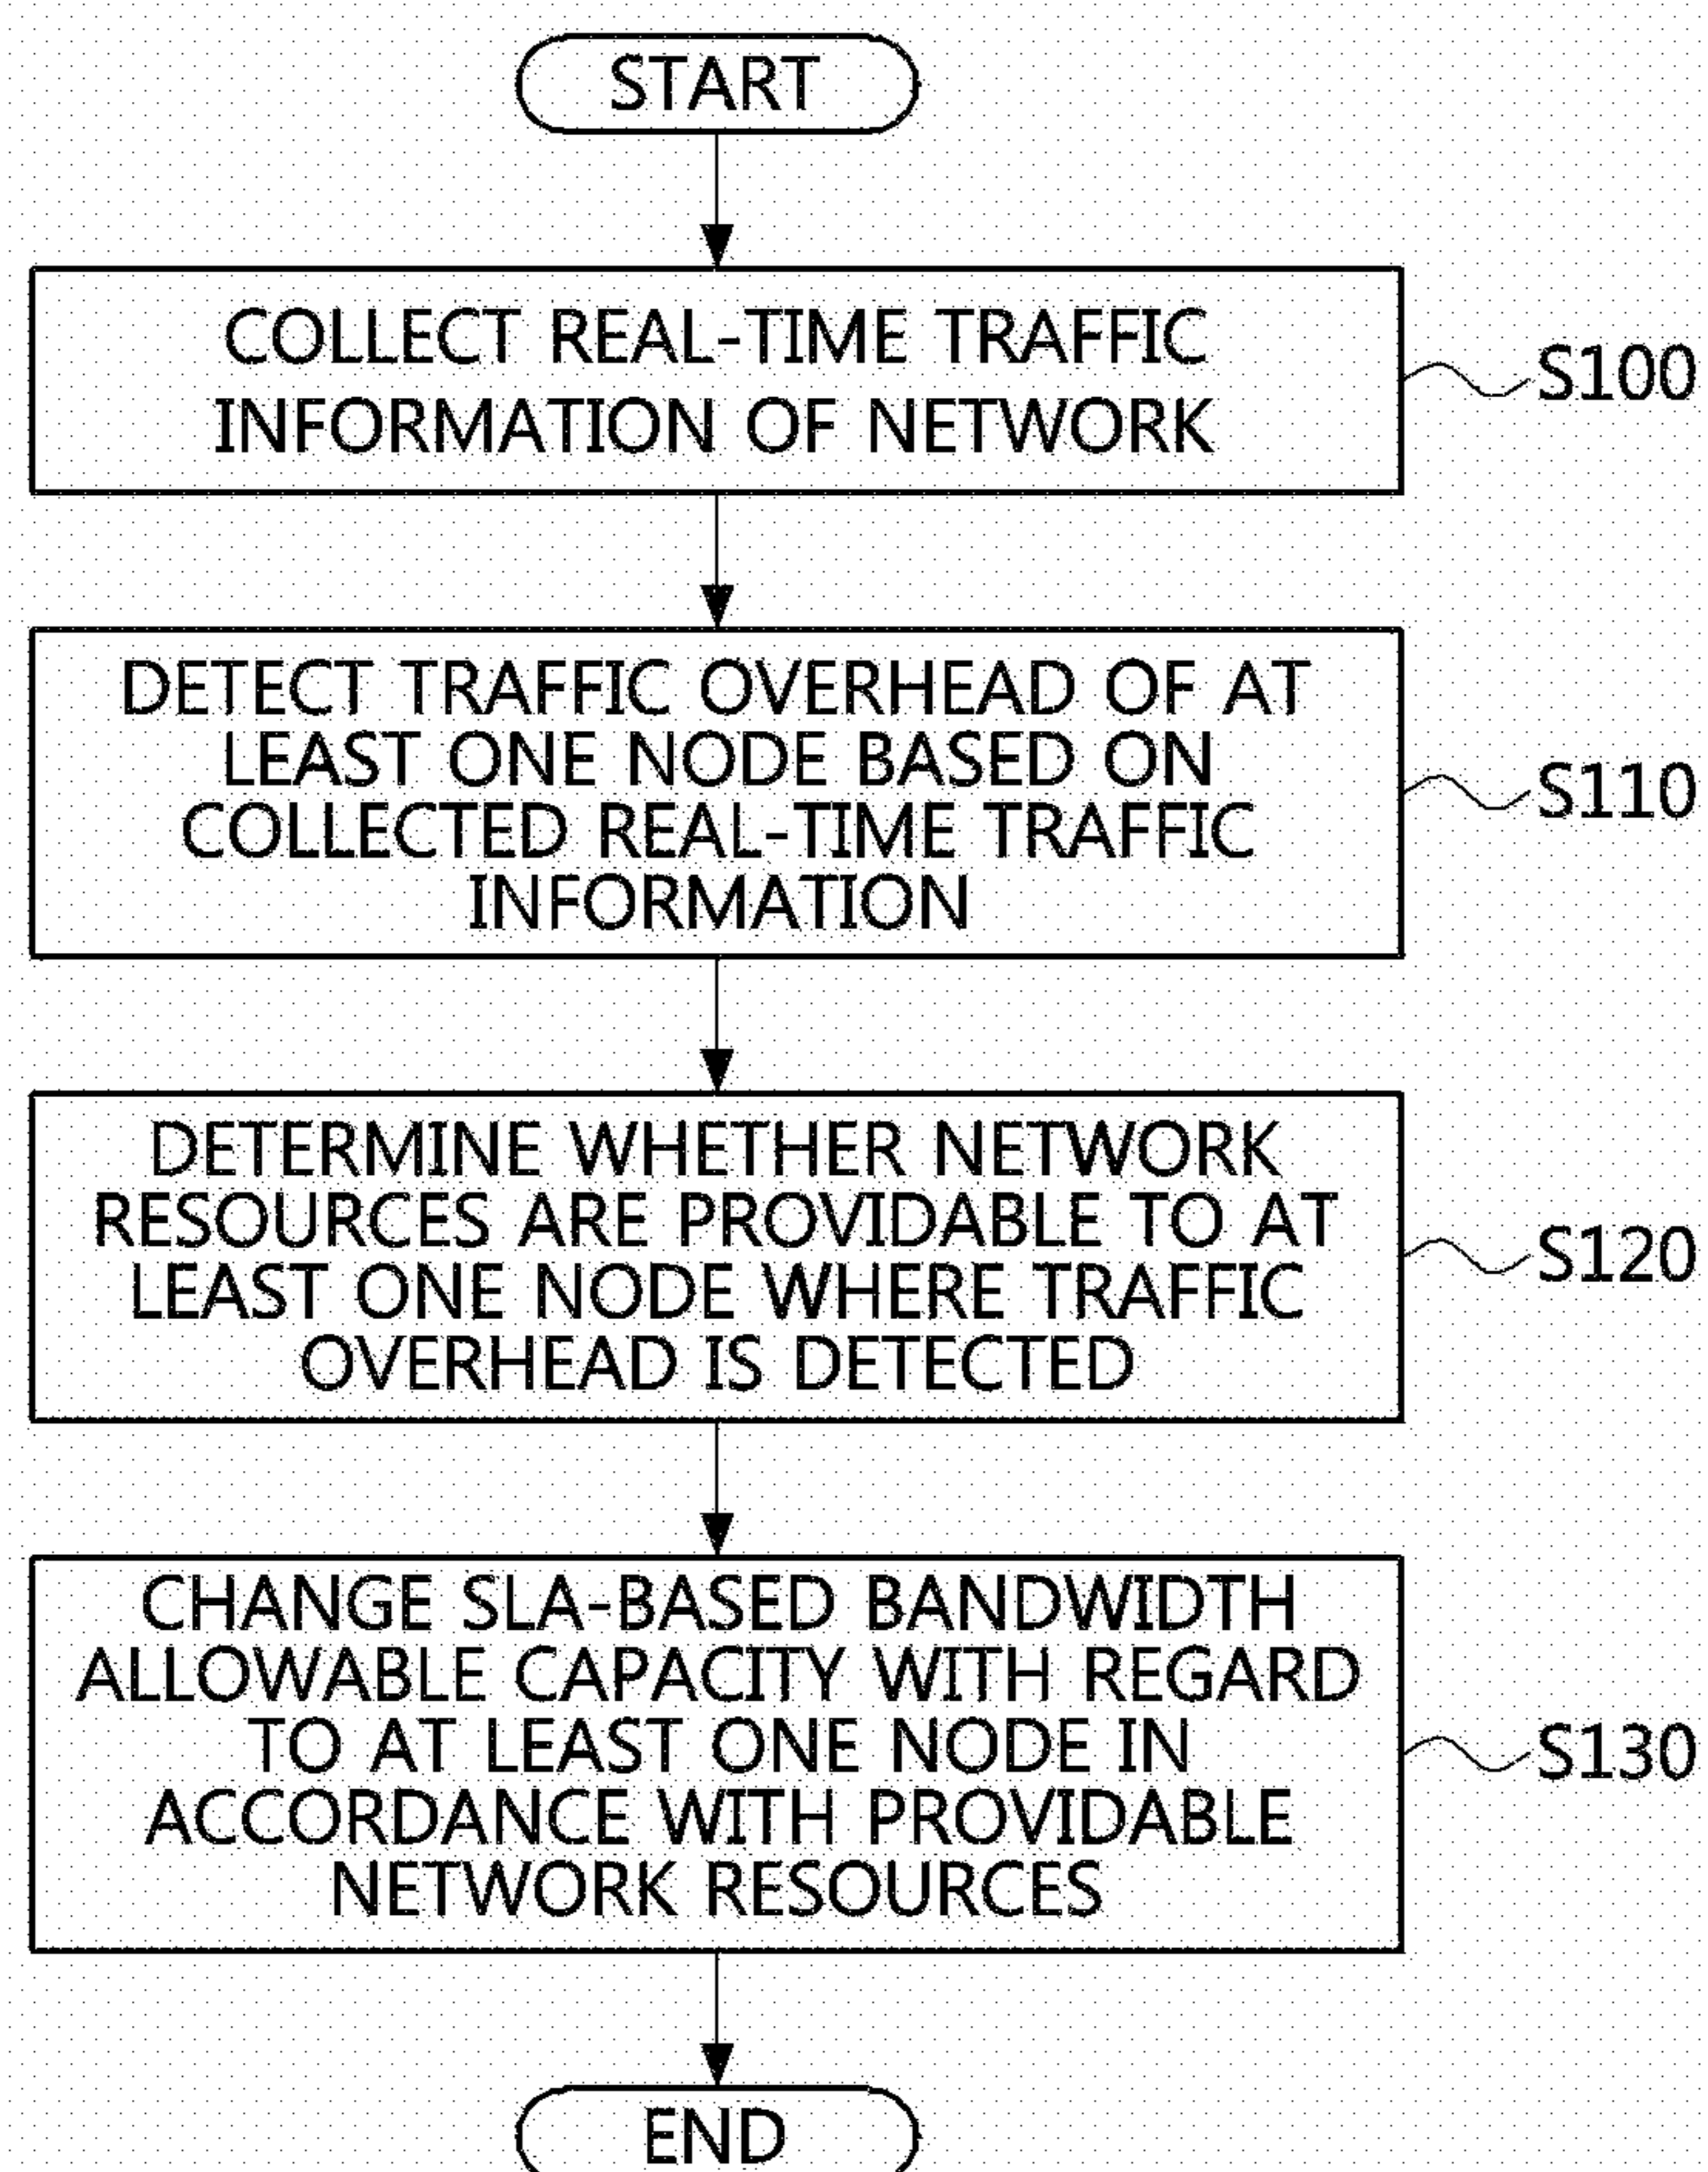 START
COLLECT REAL-TIME TRAFFIC
INFORMATION OF NETWORK
S100
DETECT TRAFFIC OVERHEAD OF AT
LEAST ONE NODE BASED ON
COLLECTED REAL-TIME TRAFFIC
INFORMATION
S110
DETERMINE WHETHER NETWORK
RESOURCES ARE PROVIDABLE TO AT
LEAST ONE NODE WHERE TRAFFIC
OVERHEAD IS DETECTED
S120
CHANGE SLA-BASED BANDWIDTH
ALLOWABLE CAPACITY WITH REGARD
TO AT LEAST ONE NODE IN
ACCORDANCE WITH PROVIDABLE
NETWORK RESOURCES
S130
END